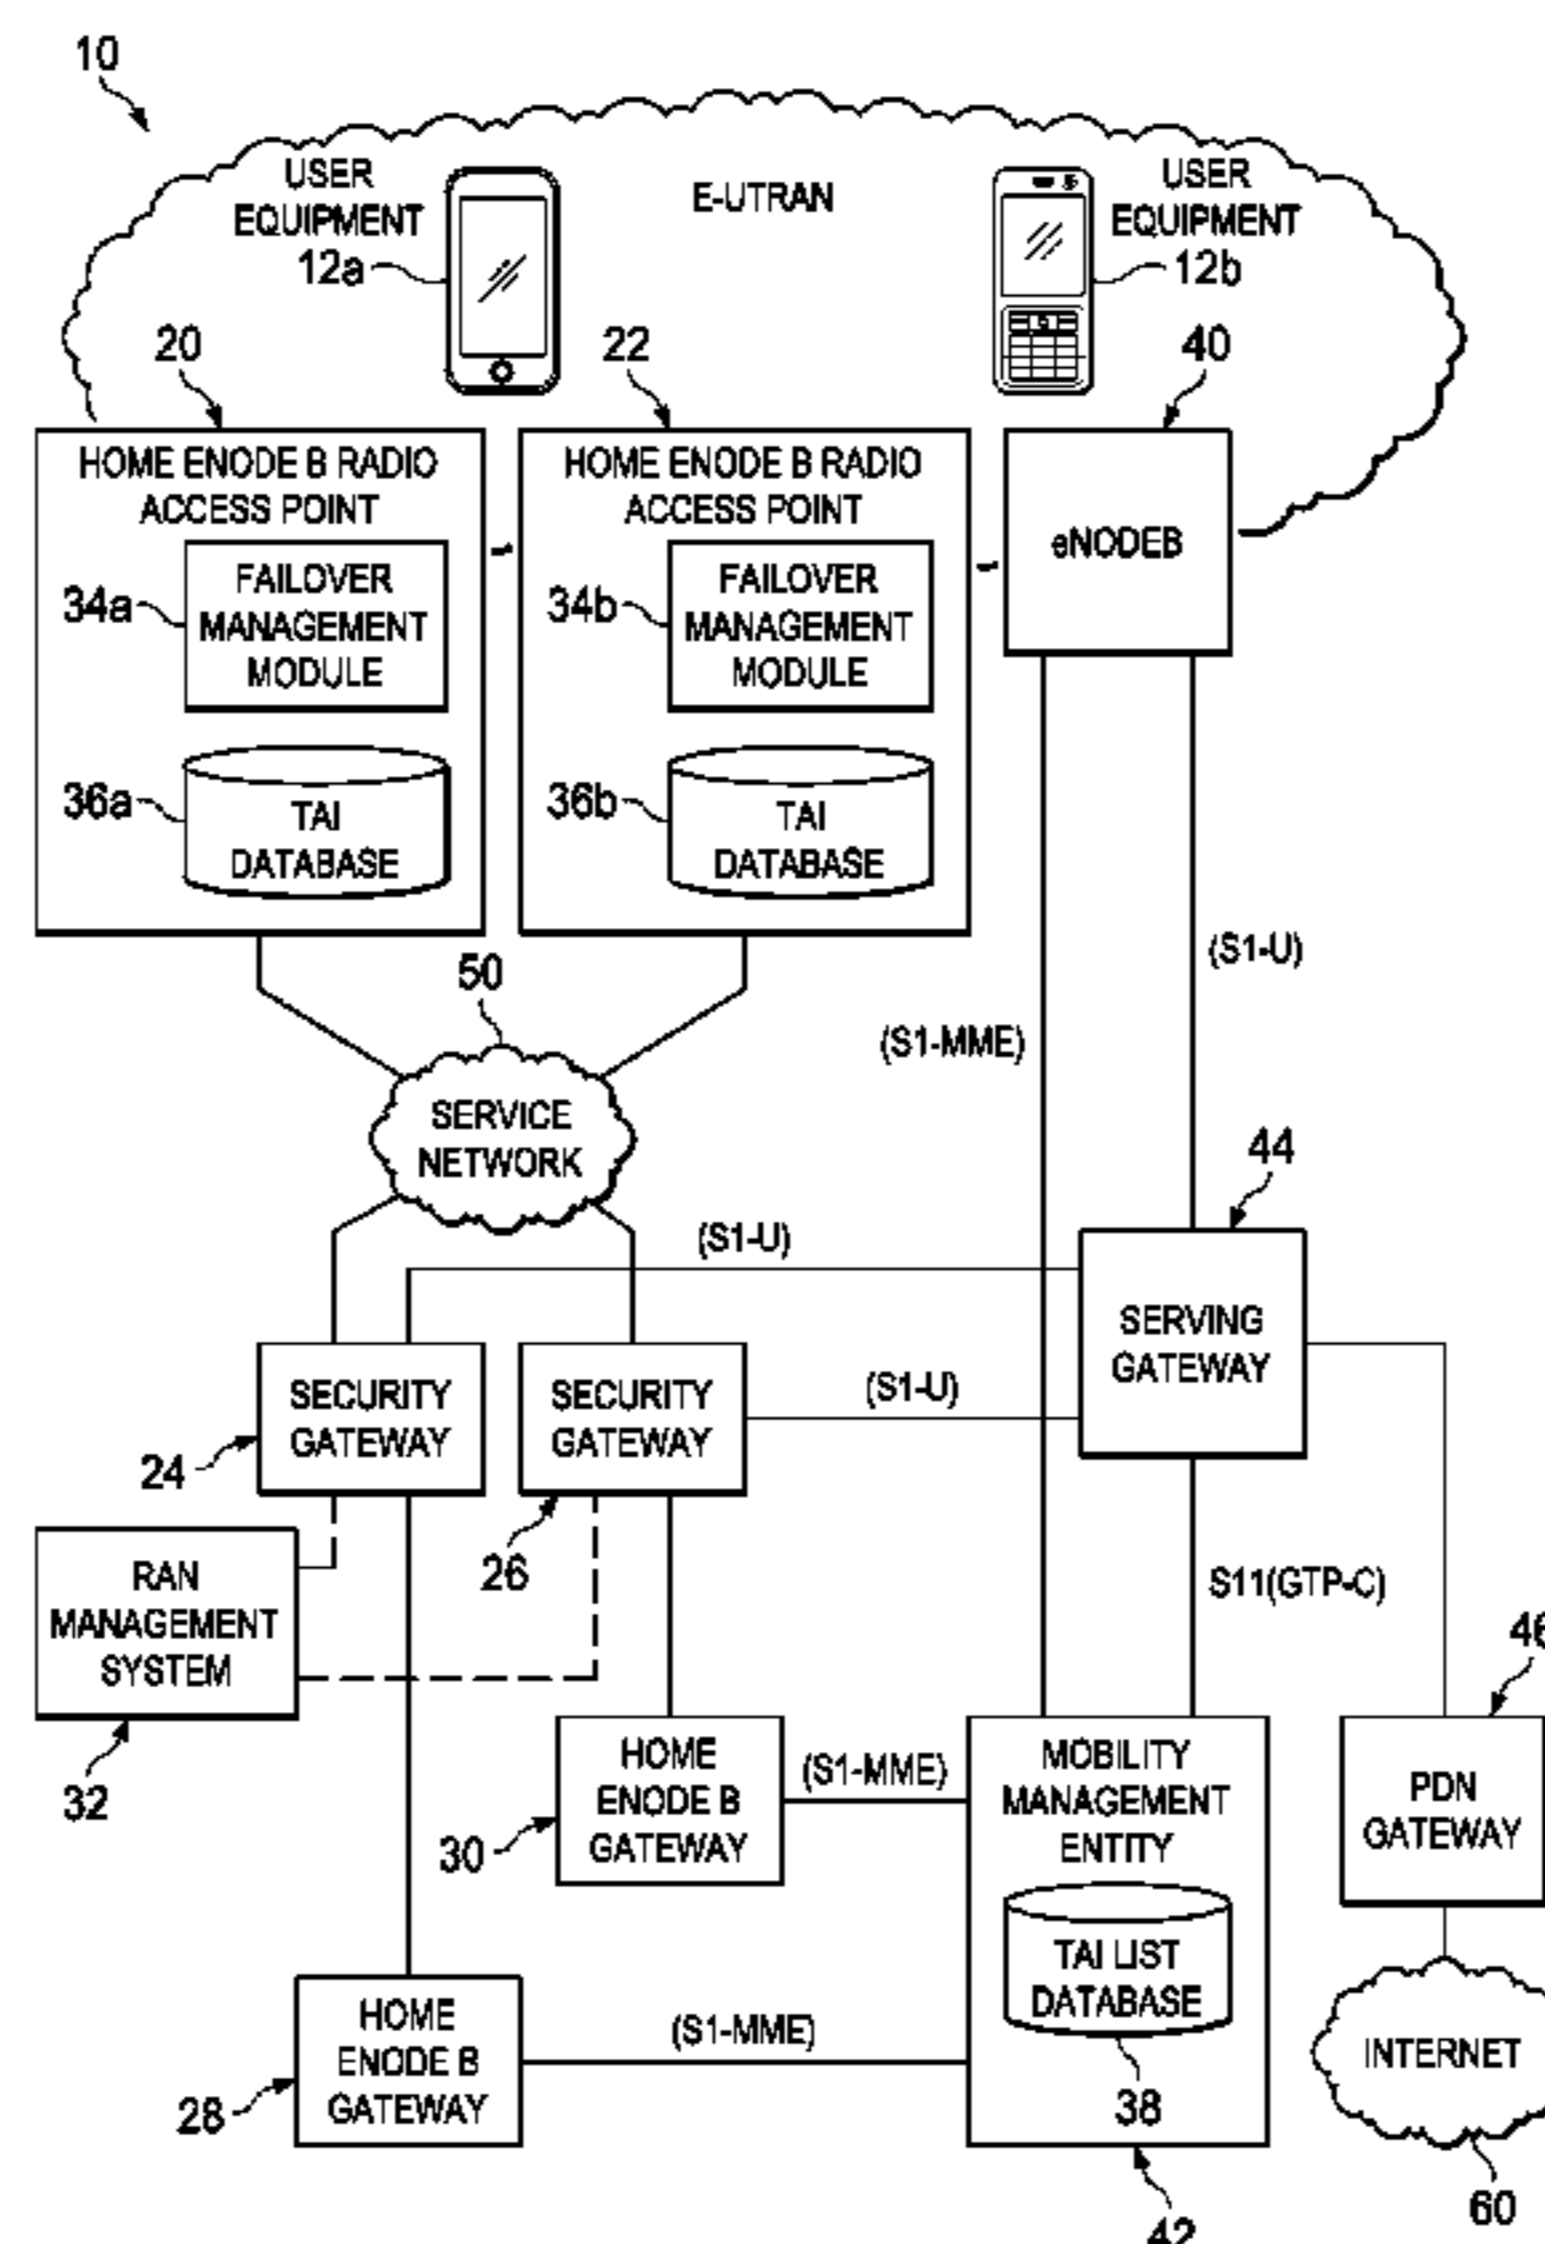 10
USER
EQUIPMENT
12a
E-UTRAN
USER
EQUIPMENT
12b
20
22
40
HOME ENODE B RADIO
ACCESS POINT
HOME ENODE B RADIO
ACCESS POINT
eNODEB
34a
FAILOVER
MANAGEMENT
MODULE
34b
FAILOVER
MANAGEMENT
MODULE
36a
TAI
DATABASE
36b
TAI
DATABASE
(S1-U)
50
(S1-MME)
SERVICE
NETWORK
44
(S1-U)
SERVING
GATEWAY
SECURITY
GATEWAY
SECURITY
GATEWAY
(S1-U)
24
26
RAN
MANAGEMENT
SYSTEM
32
S11(GTP-C)
46
HOME
ENODE B
GATEWAY
30
(S1-MME)
MOBILITY
MANAGEMENT
ENTITY
PDN
GATEWAY
TAI LIST
DATABASE
38
HOME
ENODE B
GATEWAY
28
(S1-MME)
INTERNET
60
42